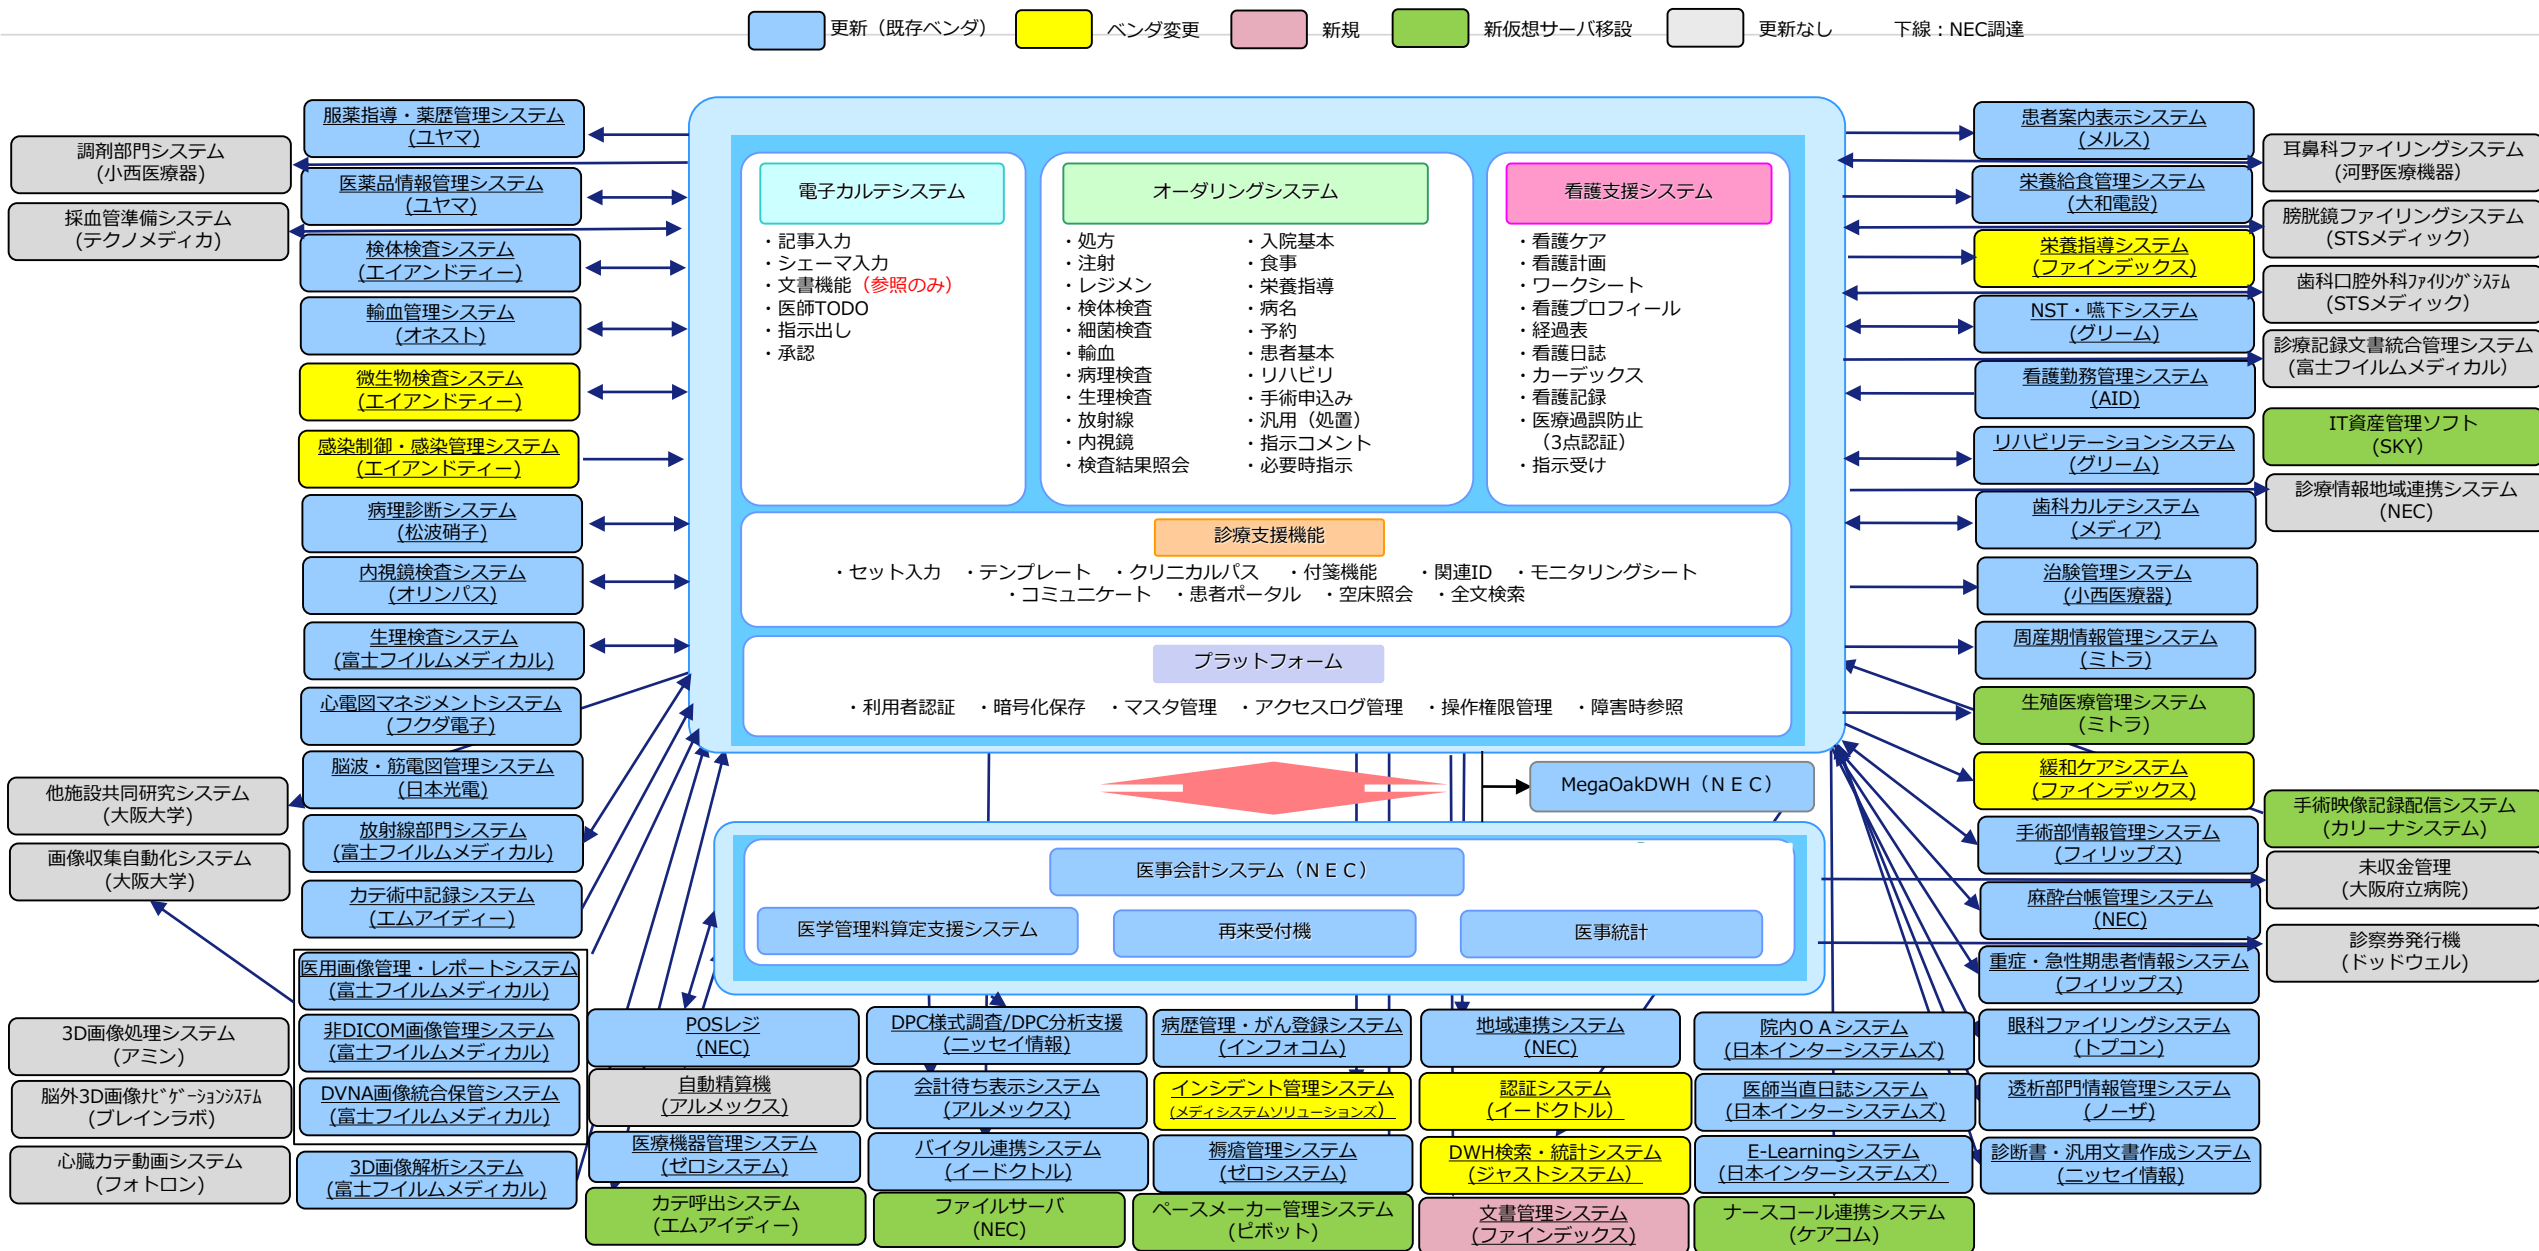 更新（既存ベンダ）
ベンダ変更
新規
新仮想サーバ移設
更新なし
下線：NEC調達
調剤部門システム
(小西医療器)
採血管準備システム
(テクノメディカ)
他施設共同研究システム
(大阪大学)
画像収集自動化システム
(大阪大学)
3D画像処理システム
(アミン)
脳外3D画像ﾅﾋﾞｹﾞｰｼｮﾝｼｽﾃﾑ
(ブレインラボ)
心臓カテ動画システム
(フォトロン)
服薬指導・薬歴管理システム
(ユヤマ)
医薬品情報管理システム
(ユヤマ)
検体検査システム
(エイアンドティー)
輸血管理システム
(オネスト)
微生物検査システム
(エイアンドティー)
感染制御・感染管理システム
(エイアンドティー)
病理診断システム
(松波硝子)
内視鏡検査システム
(オリンパス)
生理検査システム
(富士フイルムメディカル)
心電図マネジメントシステム
(フクダ電子)
脳波・筋電図管理システム
(日本光電)
放射線部門システム
(富士フイルムメディカル)
カテ術中記録システム
(エムアイディー)
医用画像管理・レポートシステム
(富士フイルムメディカル)
非DICOM画像管理システム
(富士フイルムメディカル)
DVNA画像統合保管システム
(富士フイルムメディカル)
3D画像解析システム
(富士フイルムメディカル)
電子カルテシステム
・記事入力
・シェーマ入力
・文書機能（参照のみ）
・医師TODO
・指示出し
・承認
オーダリングシステム
・処方
・注射
・レジメン
・検体検査
・細菌検査
・輸血
・病理検査
・生理検査
・放射線
・内視鏡
・検査結果照会
・入院基本
・食事
・栄養指導
・病名
・予約
・患者基本
・リハビリ
・手術申込み
・汎用（処置）
・指示コメント
・必要時指示
看護支援システム
・看護ケア
・看護計画
・ワークシート
・看護プロフィール
・経過表
・看護日誌
・カーデックス
・看護記録
・医療過誤防止
（3点認証）
・指示受け
診療支援機能
・セット入力　・テンプレート　・クリニカルパス　・付箋機能　・関連ID　・モニタリングシート
・コミュニケート　・患者ポータル　・空床照会　・全文検索
プラットフォーム
・利用者認証　・暗号化保存　・マスタ管理　・アクセスログ管理　・操作権限管理　・障害時参照
MegaOakDWH（ＮＥＣ）
医事会計システム（ＮＥＣ）
医学管理料算定支援システム
再来受付機
医事統計
POSレジ
(NEC)
自動精算機
(アルメックス)
医療機器管理システム
(ゼロシステム)
カテ呼出システム
(エムアイディー)
DPC様式調査/DPC分析支援
(ニッセイ情報)
会計待ち表示システム
(アルメックス)
バイタル連携システム
(イードクトル)
ファイルサーバ
(NEC)
病歴管理・がん登録システム
(インフォコム)
インシデント管理システム
(メディシステムソリューションズ）
褥瘡管理システム
(ゼロシステム)
ペースメーカー管理システム
(ピボット)
地域連携システム
(NEC)
認証システム
(イードクトル）
DWH検索・統計システム
(ジャストシステム）
文書管理システム
(ファインデックス)
院内ＯＡシステム
(日本インターシステムズ)
医師当直日誌システム
(日本インターシステムズ)
E-Learningシステム
(日本インターシステムズ）
ナースコール連携システム
(ケアコム)
患者案内表示システム
(メルス)
栄養給食管理システム
(大和電設)
栄養指導システム
(ファインデックス)
NST・嚥下システム
(グリーム)
看護勤務管理システム
(AID)
リハビリテーションシステム
(グリーム)
歯科カルテシステム
(メディア)
治験管理システム
(小西医療器)
周産期情報管理システム
(ミトラ)
生殖医療管理システム
(ミトラ)
緩和ケアシステム
(ファインデックス)
手術部情報管理システム
(フィリップス)
麻酔台帳管理システム
(NEC)
重症・急性期患者情報システム
(フィリップス)
眼科ファイリングシステム
(トプコン)
透析部門情報管理システム
(ノーザ)
診断書・汎用文書作成システム
(ニッセイ情報)
耳鼻科ファイリングシステム
(河野医療機器)
膀胱鏡ファイリングシステム
(STSメディック)
歯科口腔外科ﾌｧｲﾘﾝｸﾞｼｽﾃﾑ
(STSメディック)
診療記録文書統合管理システム
(富士フイルムメディカル)
IT資産管理ソフト
(SKY)
診療情報地域連携システム
(NEC)
手術映像記録配信システム
(カリーナシステム)
未収金管理
(大阪府立病院)
診察券発行機
(ドッドウェル)